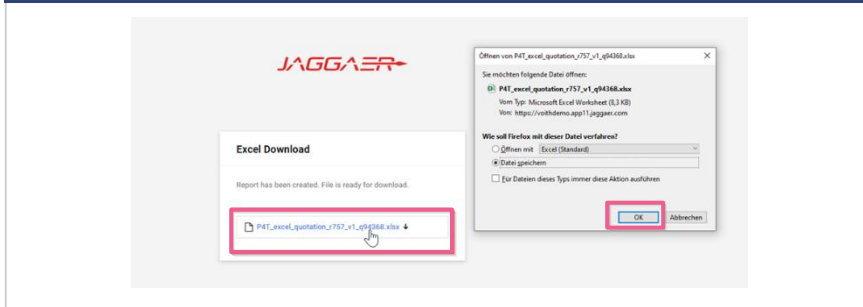 JAGGAER
Excel Download
Report has been created. File is ready for download.
P4T_excel_quotation_r757_v1_q94368.xlsx
Öffnen von P4T_excel_quotation_r757_v1_q94368.xlsx
Sie möchten folgende Datei öffnen:
P4T_excel_quotation_r757_v1_q94368.xlsx
Vom Typ: Microsoft Excel Worksheet (8,3 KB)
Von: https://voithdemo.app11.jaggaer.com
Wie soll Firefox mit dieser Datei verfahren?
Öffnen mit Excel (Standard)
Datei speichern
Für Dateien dieses Typs immer diese Aktion ausführen
OK Abbrechen